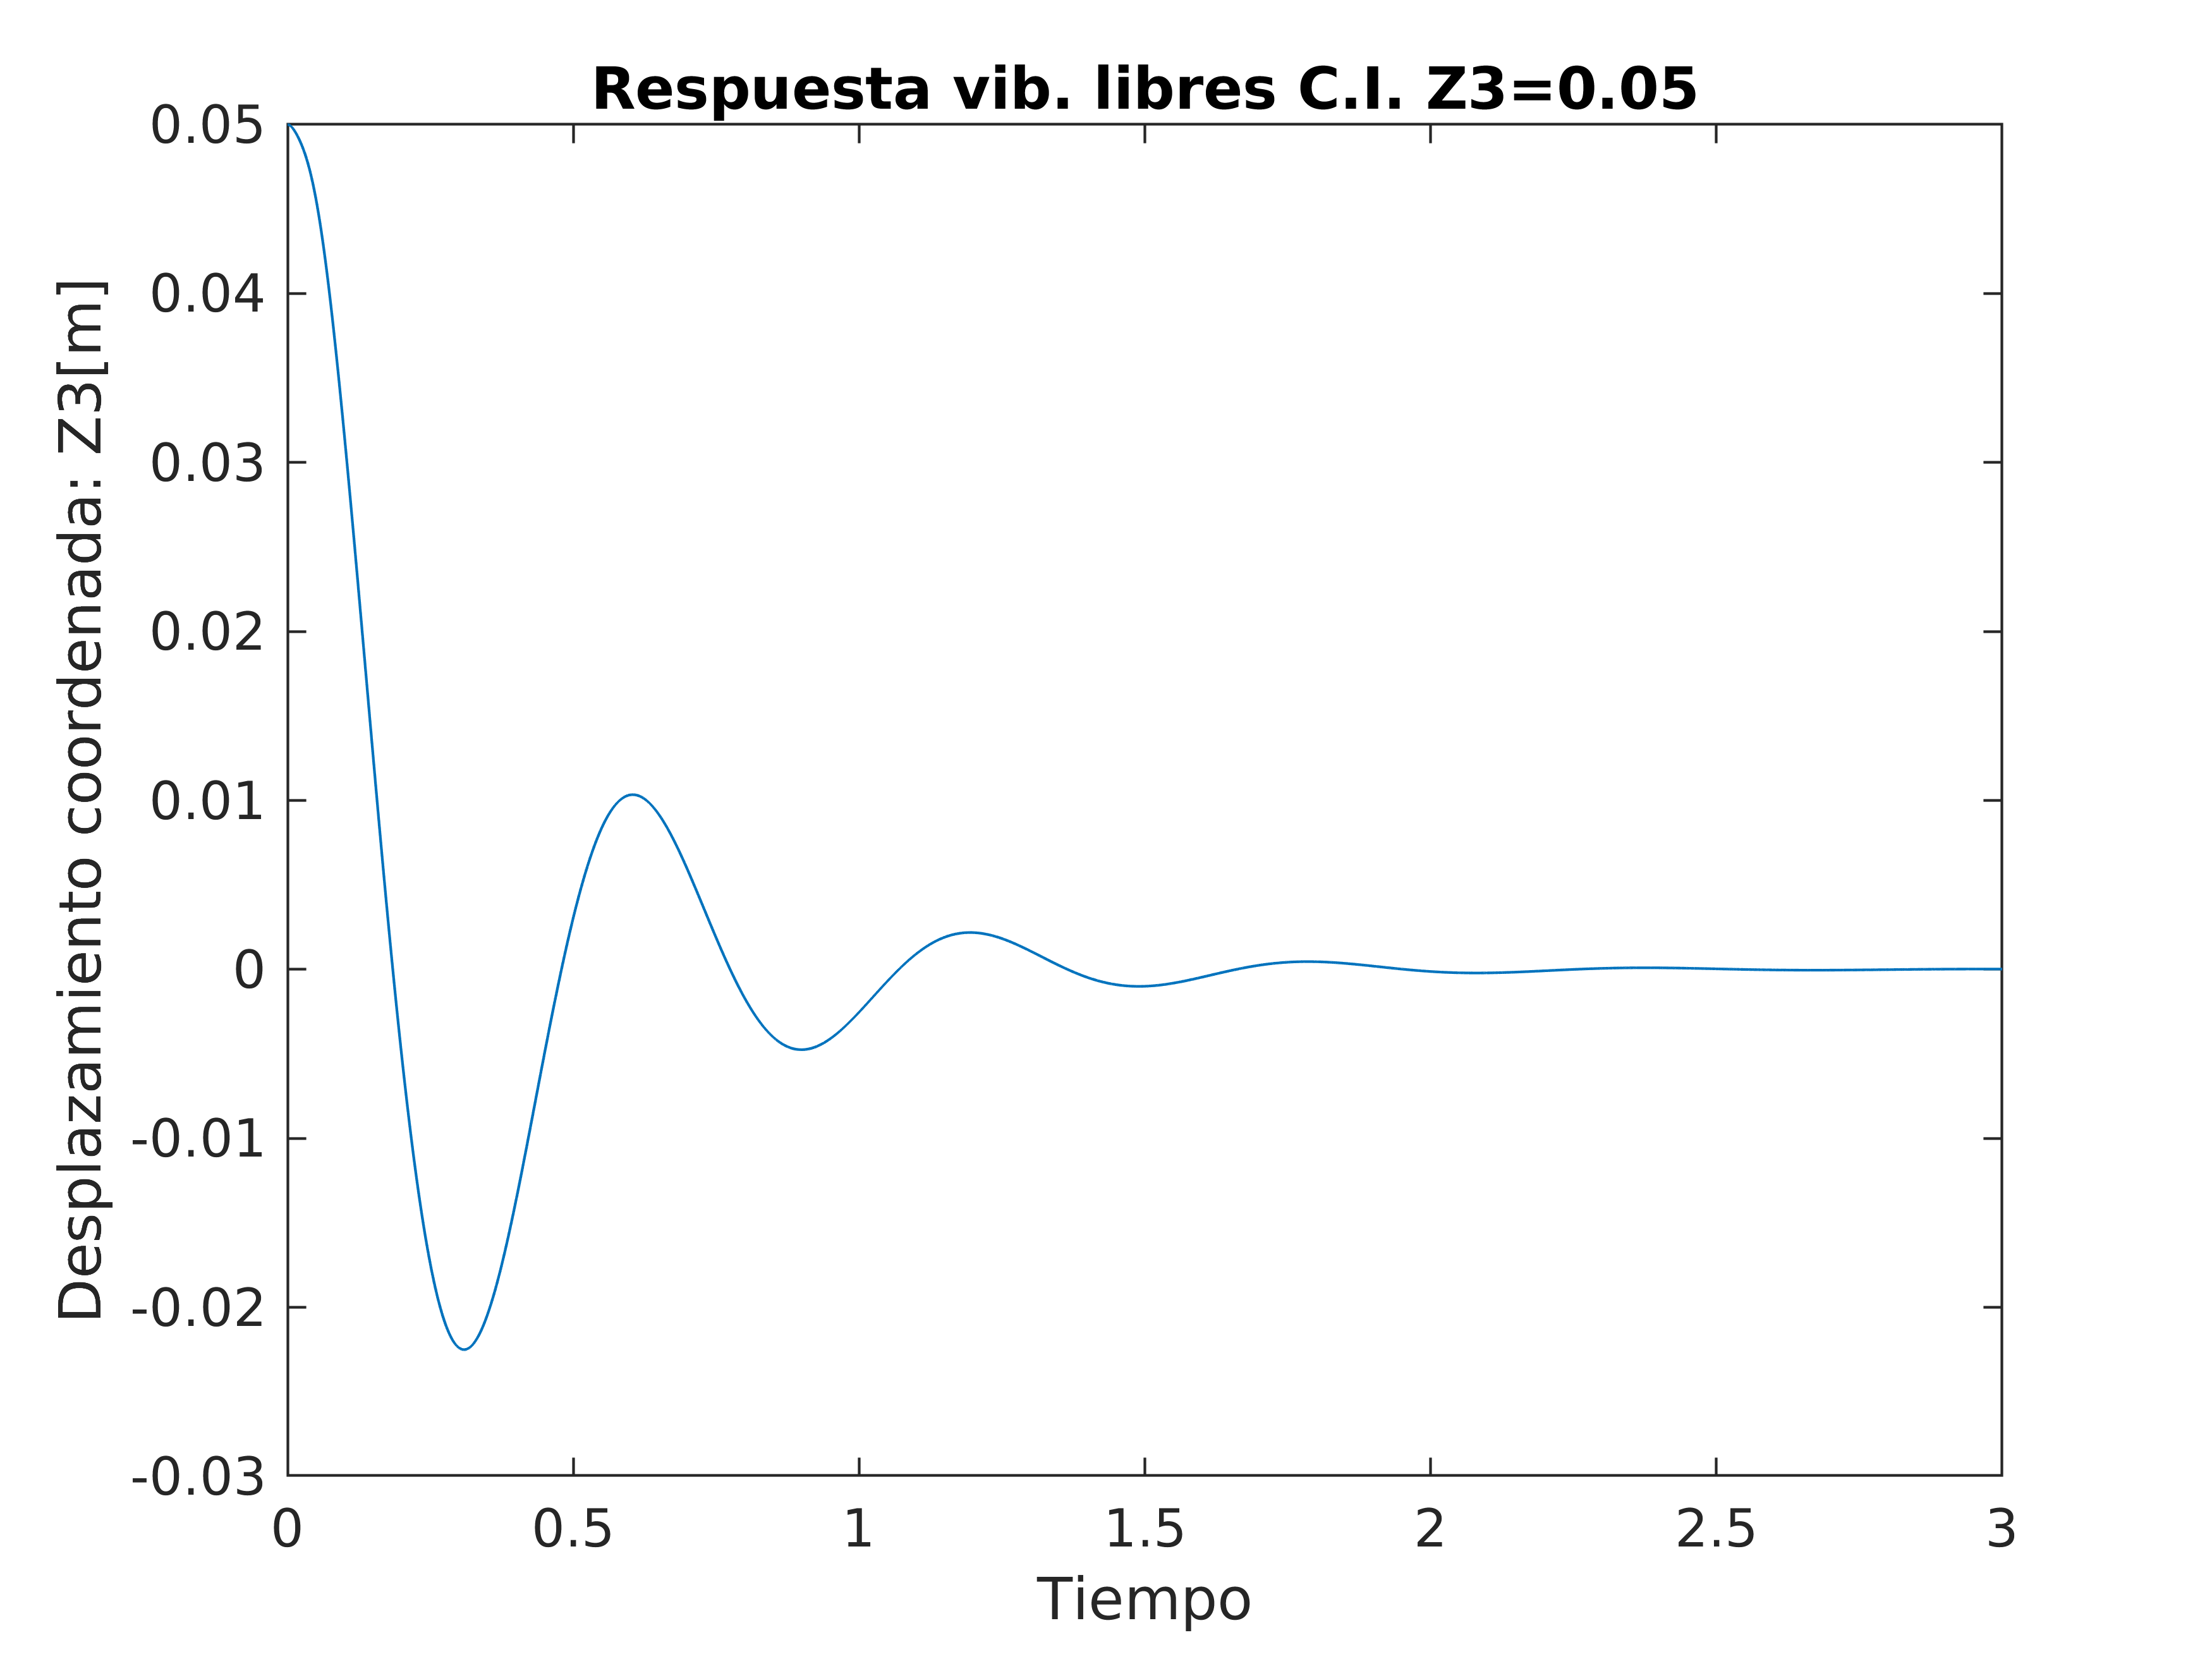 Respuesta vib. libres C.I. Z3=0.05
Desplazamiento coordenada: Z3[m]
0.05
0.04
0.03
0.02
0.01
0
-0.01
-0.02
-0.03
0 0.5 1 1.5 2 2.5 3
Tiempo